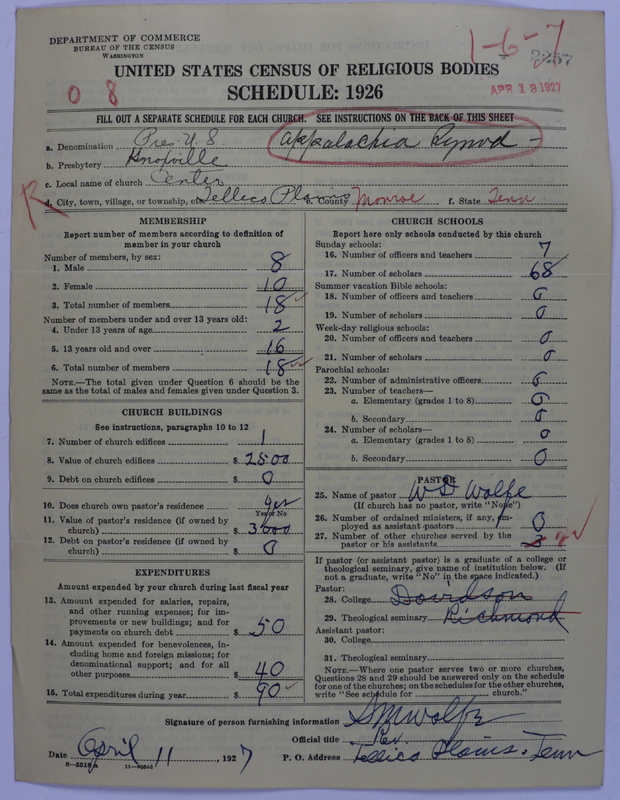 DEPARTMENT OF COMMERCE
BUREAU OF THE CENSUS
WASHINGTON
1-6-7
2257
APR 13 1927
UNITED STATES CENSUS OF RELIGIOUS BODIES
0 8
SCHEDULE: 1926
FILL OUT A SEPARATE SCHEDULE FOR EACH CHURCH. SEE INSTRUCTIONS ON THE BACK OF THIS SHEET
a. Denomination Pres. U. S. Appalachia Synod
b. Presbytery Knoxville
c. Local name of church Center
R
d. City, town, village, or township, etc. Tellico Plains e. County Monroe f. State Tenn
MEMBERSHIP
Report number of members according to definition of
member in your church
Number of members, by sex:
1. Male 8
2. Female 10
3. Total number of members 18
Number of members under and over 13 years old:
4. Under 13 years of age 2
5. 13 years old and over 16
6. Total number of members 18
NOTE.—The total given under Question 6 should be the
same as the total of males and females given under Question 3.
CHURCH BUILDINGS
See instructions, paragraphs 10 to 12
7. Number of church edifices 1
8. Value of church edifices $ 2500
9. Debt on church edifices $ 0
10. Does church own pastor's residence yes
Yes or No
11. Value of pastor's residence (if owned by
church) $ 3000
12. Debt on pastor's residence (if owned by
church) $ 0
EXPENDITURES
Amount expended by church during last fiscal year
13. Amount expended for salaries, repairs,
and other running expenses; for im-
provements or new buildings; and for
payments on church debt $ 50
14. Amount expended for benevolences, in-
cluding home and foreign missions; for
denominational support; and for all
other purposes $ 40
15. Total expenditures during year $ 90
CHURCH SCHOOLS
Report here only schools conducted by this church
Sunday schools:
16. Number of officers and teachers 7
17. Number of scholars 68
Summer vacation Bible schools:
18. Number of officers and teachers 0
19. Number of scholars 0
Week-day religious schools:
20. Number of officers and teachers 0
21. Number of scholars 0
Parochial schools:
22. Number of administrative officers 0
23. Number of teachers—
a. Elementary (grades 1 to 8) 0
b. Secondary 0
24. Number of scholars—
a. Elementary (grades 1 to 8) 0
b. Secondary 0
PASTOR
25. Name of pastor Wolfe
(If church has no pastor, write "None")
26. Number of ordained ministers, if any, em-
ployed as assistant pastors 0
27. Number of other churches served by the
pastor or his assistants
If pastor (or assistant pastor) is a graduate of a college or
theological seminary, give name of institution below. (If
not a graduate, write "No" in the space indicated.)
Pastor:
28. College Davidson
29. Theological seminary Richmond
Assistant pastor:
30. College
31. Theological seminary
NOTE.—Where one pastor serves two or more churches,
Questions 28 and 29 should be answered only on the schedule
for one of the churches; on the schedules for the other churches,
write "See schedule for church."
Signature of person furnishing information SM Wolfe
Official title Rev
Date April 11, 1927 P. O. Address Tellico Plains, Tenn